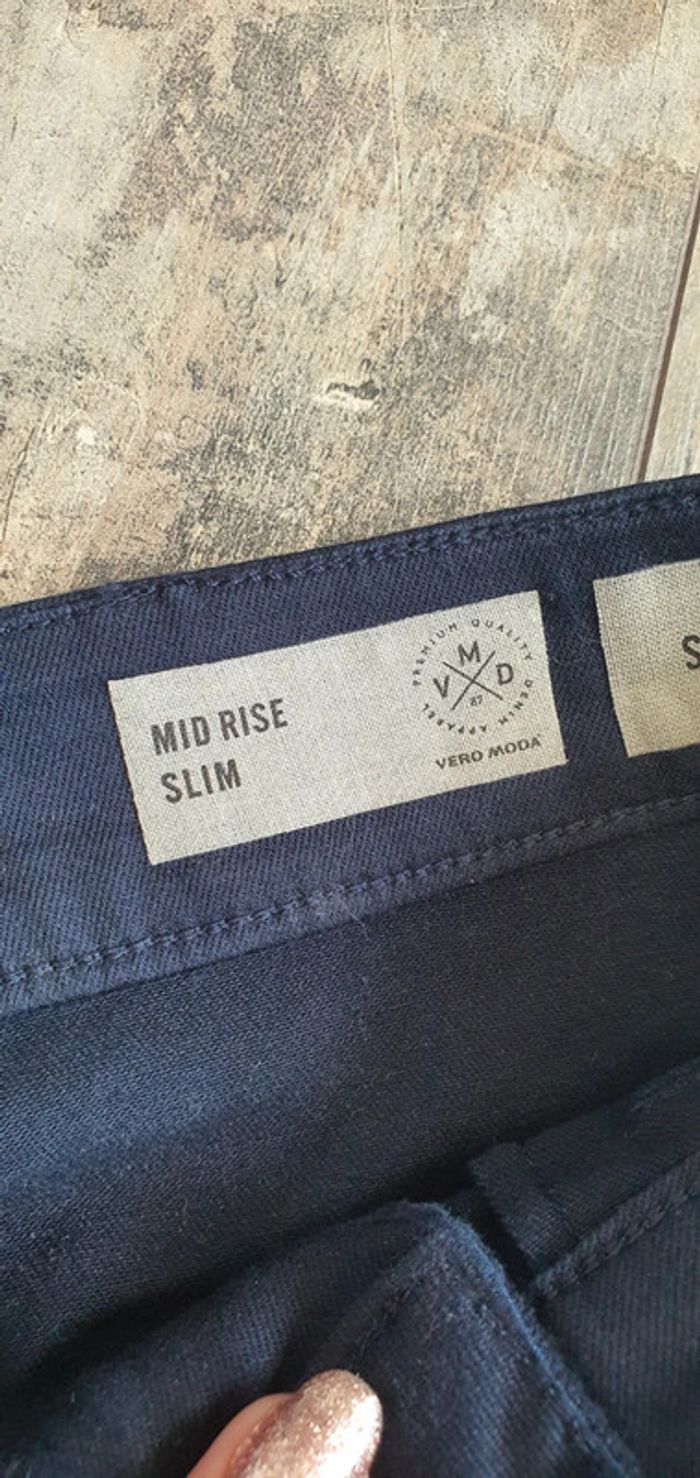 MID RISE
SLIM
PREMIUM QUALITY
DENIM APPAREL
V M D
87
VERO MODA
S